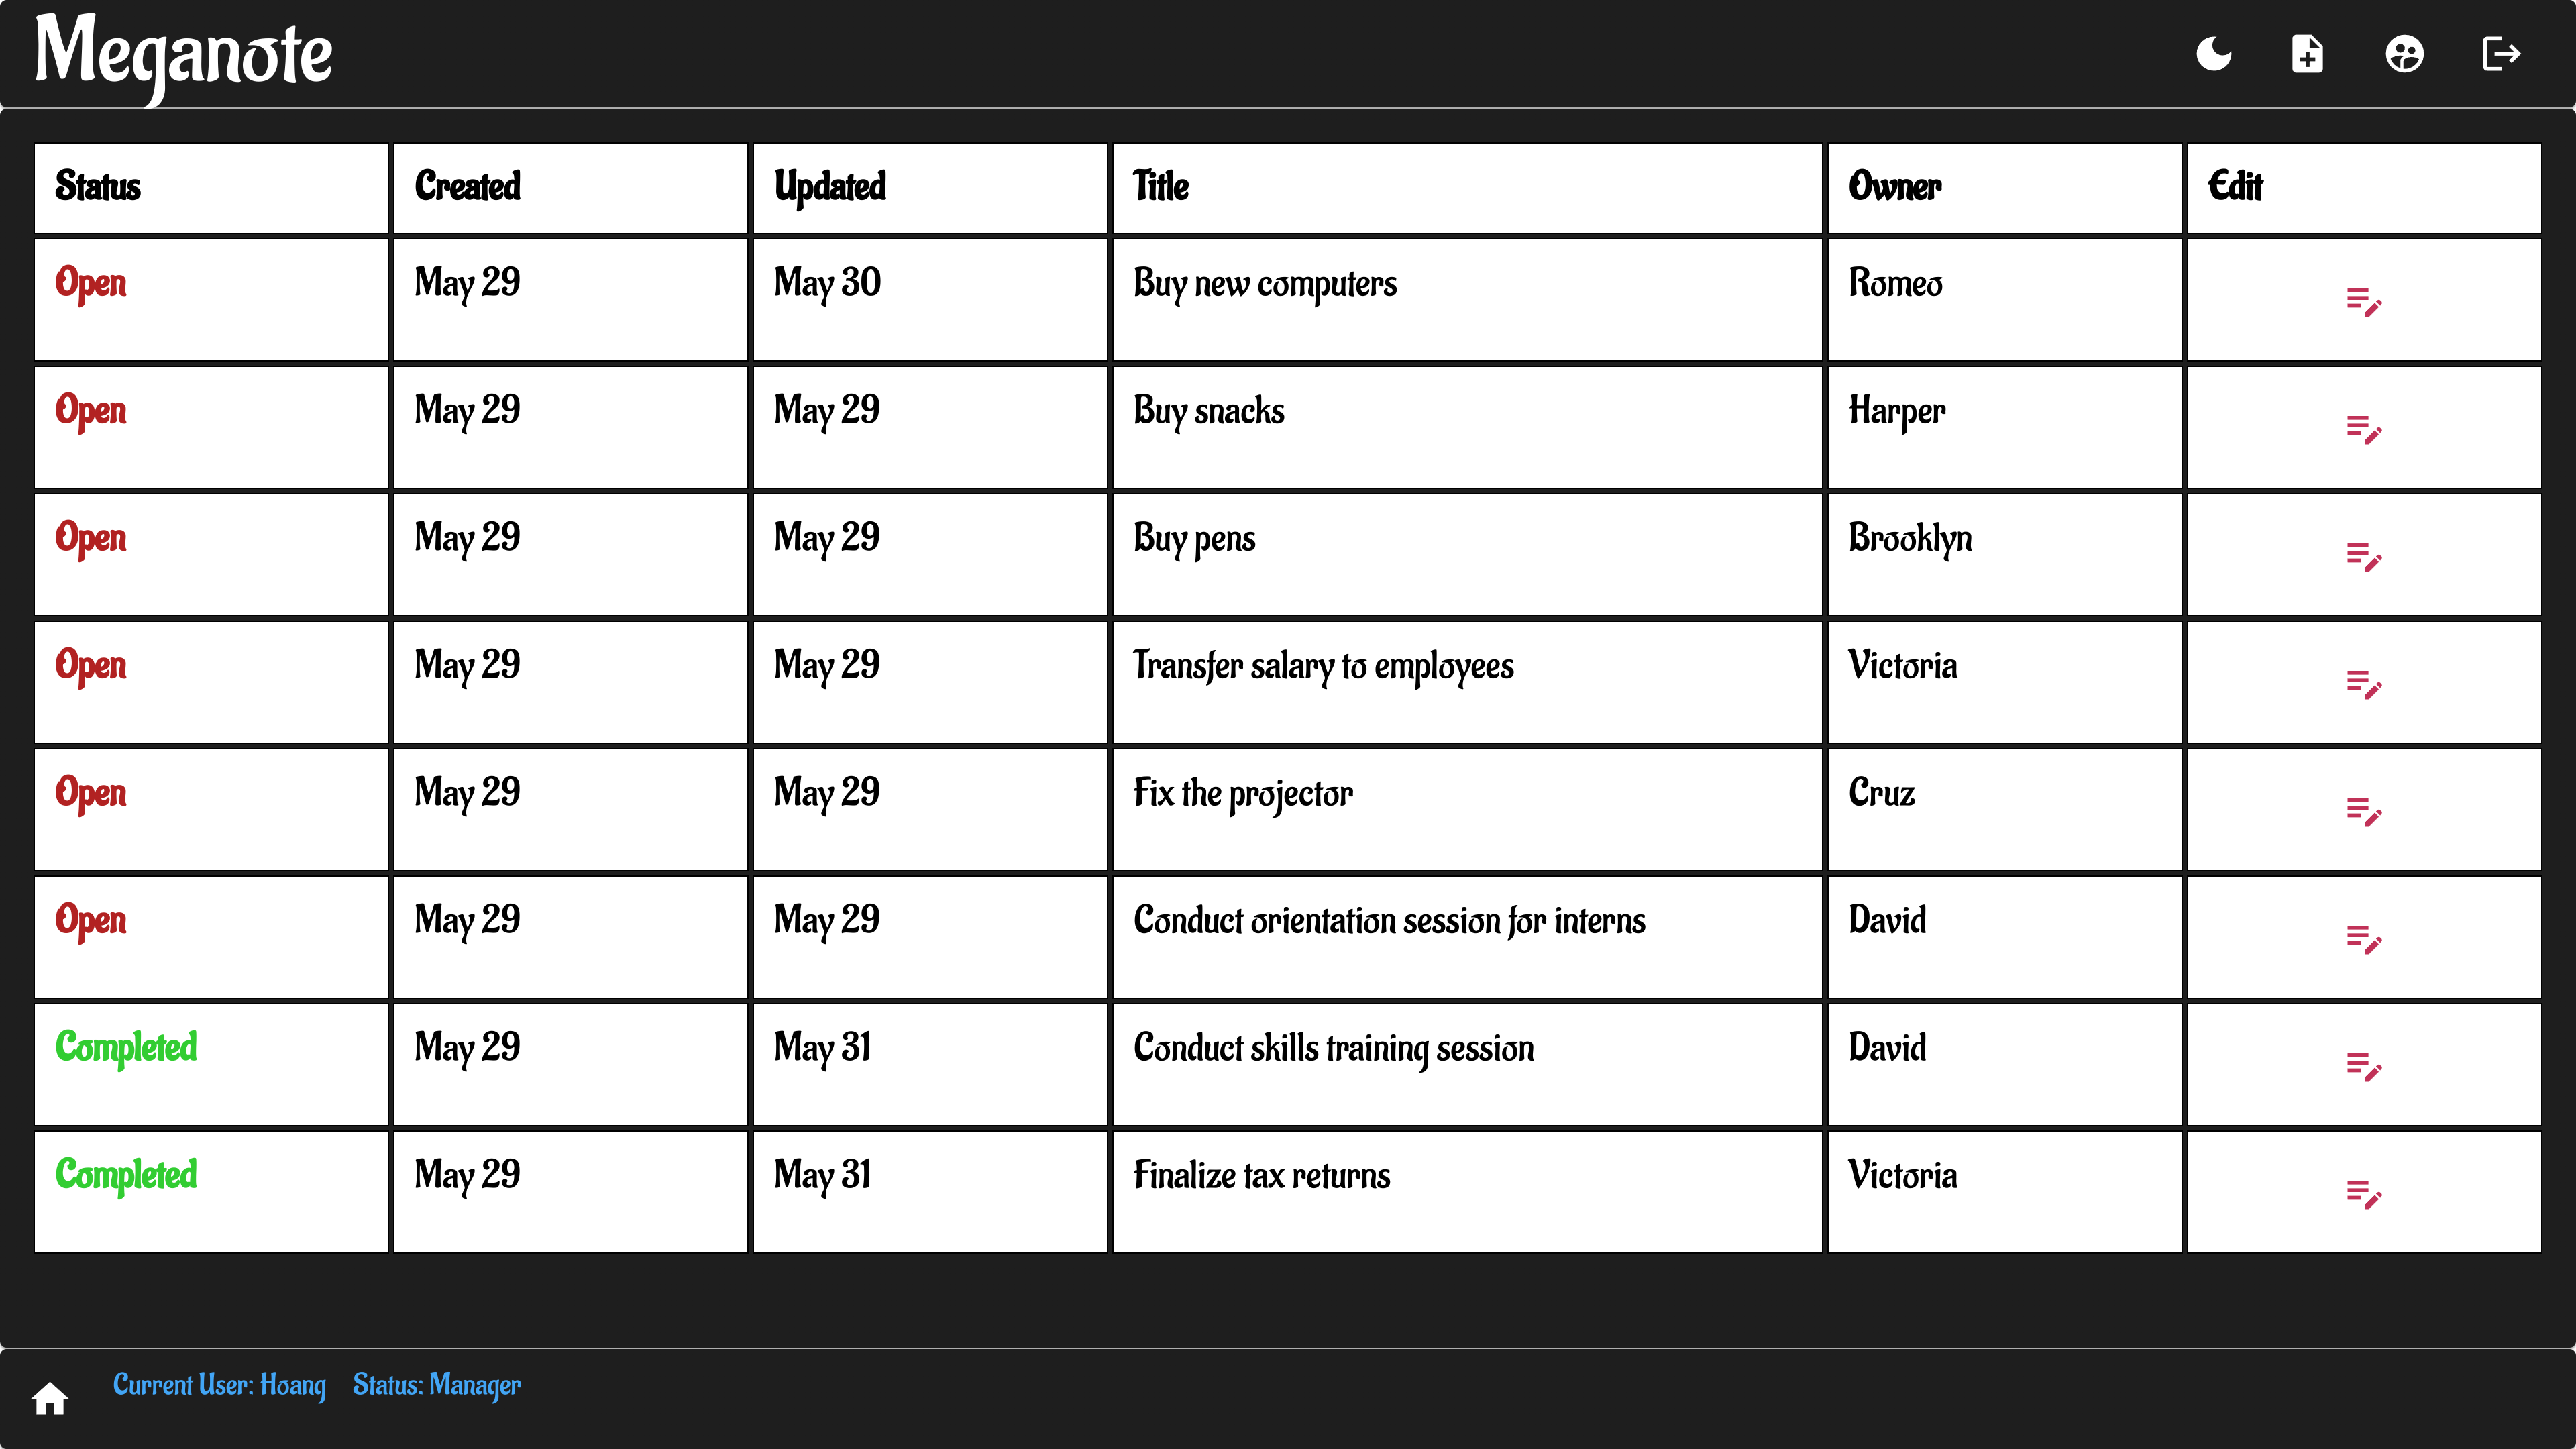 Meganote
Status Created Updated Title Owner Edit
Open May 29 May 30 Buy new computers Romeo
Open May 29 May 29 Buy snacks Harper
Open May 29 May 29 Buy pens Brooklyn
Open May 29 May 29 Transfer salary to employees Victoria
Open May 29 May 29 Fix the projector Cruz
Open May 29 May 29 Conduct orientation session for interns David
Completed May 29 May 31 Conduct skills training session David
Completed May 29 May 31 Finalize tax returns Victoria
Current User: Hoang Status: Manager